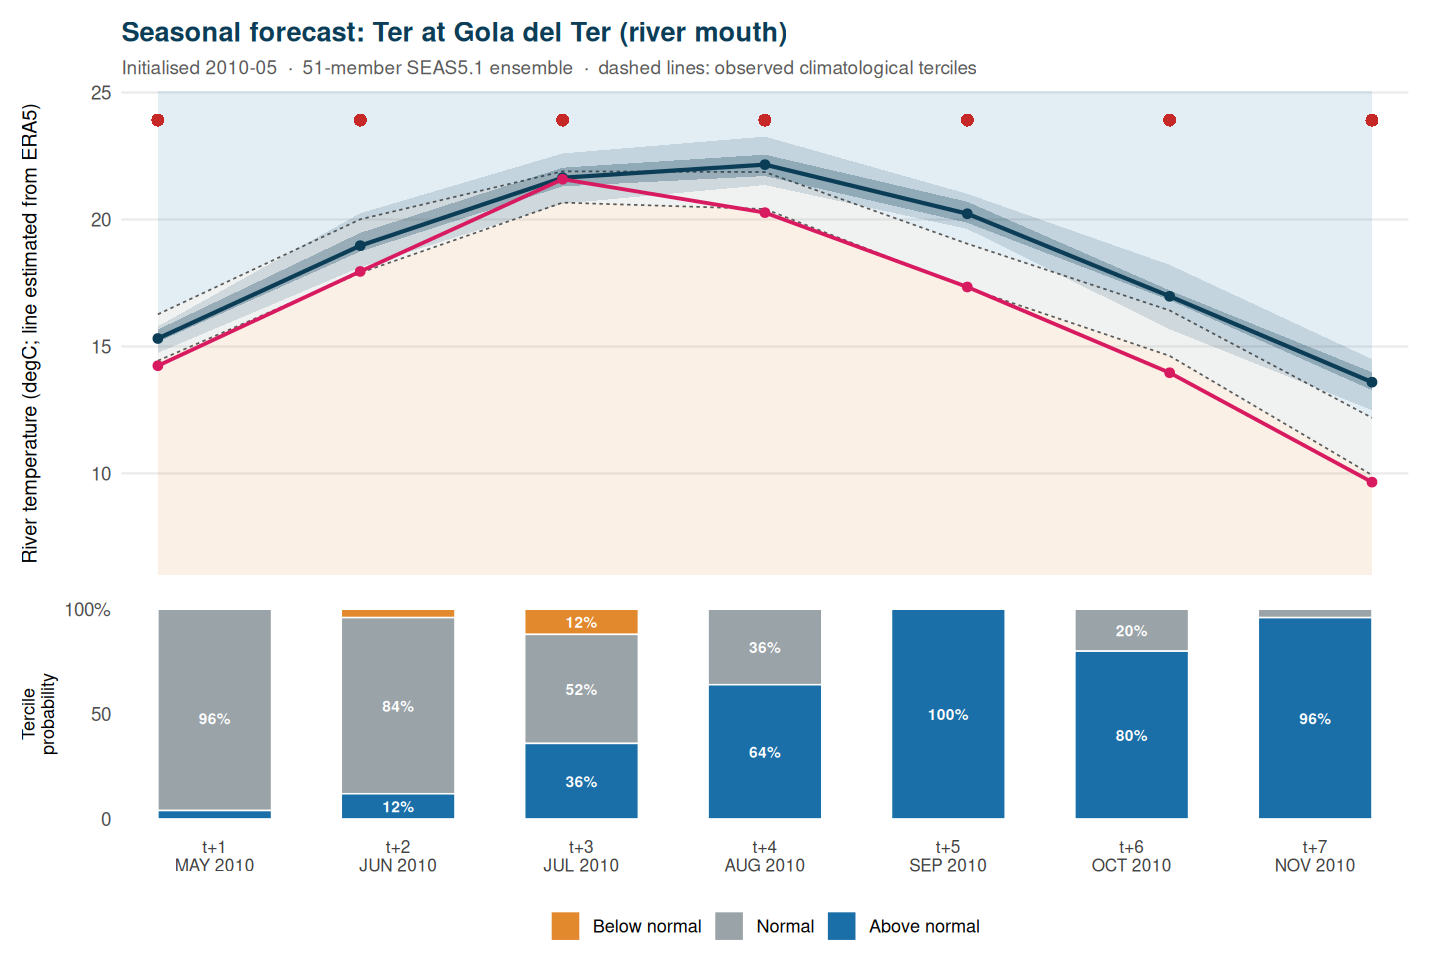 Seasonal forecast: Ter at Gola del Ter (river mouth)
Initialised 2010-05 · 51-member SEAS5.1 ensemble · dashed lines: observed climatological terciles
River temperature (degC; line estimated from ERA5)
25
20
15
10
Tercile
probability
100%
50
0
96%
84%
12%
12%
52%
36%
36%
64%
100%
20%
80%
96%
t+1
MAY 2010
t+2
JUN 2010
t+3
JUL 2010
t+4
AUG 2010
t+5
SEP 2010
t+6
OCT 2010
t+7
NOV 2010
Below normal
Normal
Above normal